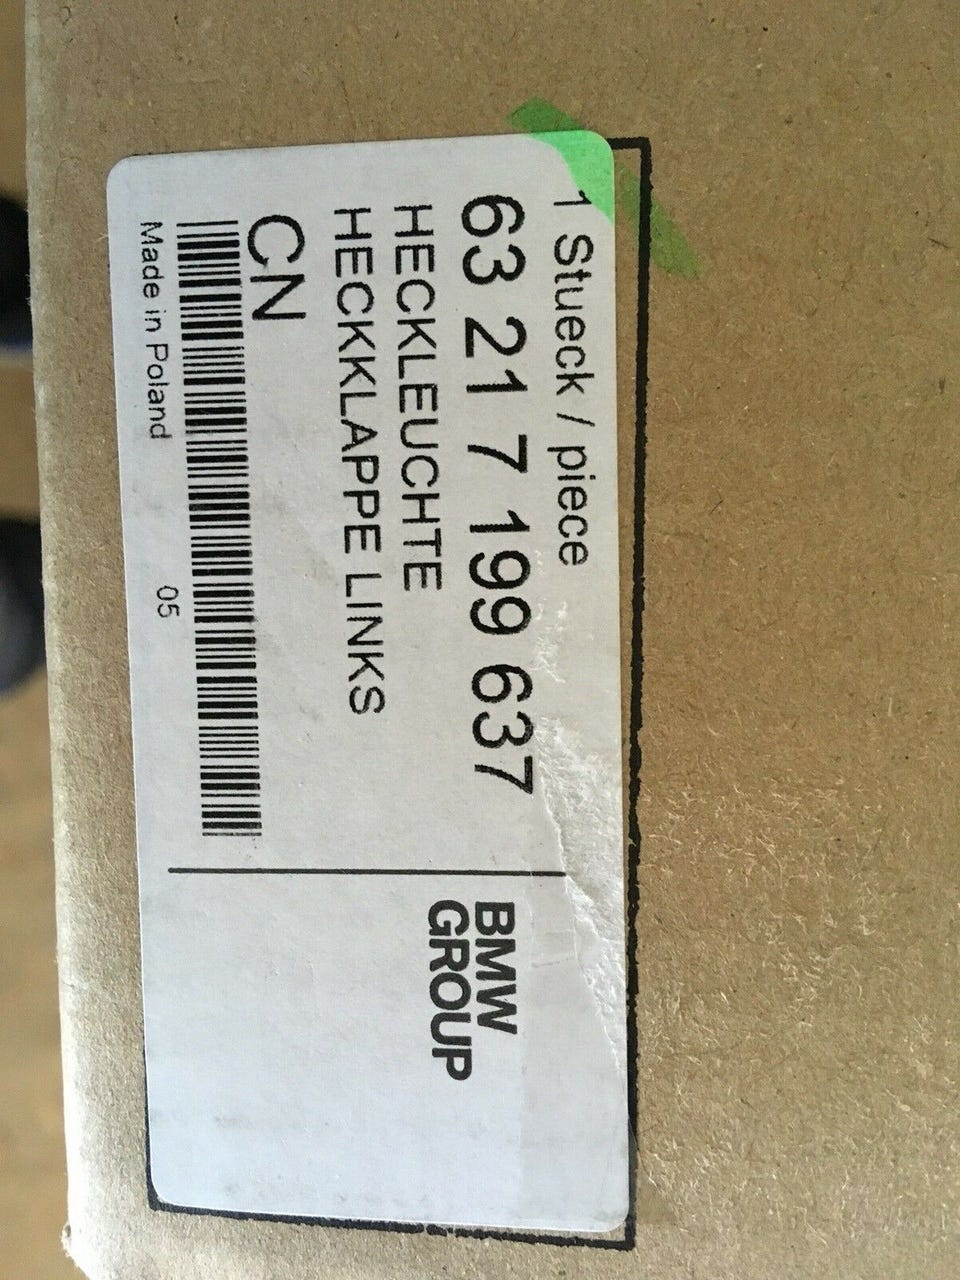 1 Stueck / piece
63 21 7 199 637
HECKLEUCHTE
HECKKLAPPE LINKS
CN
Made in Poland 05
BMW
GROUP